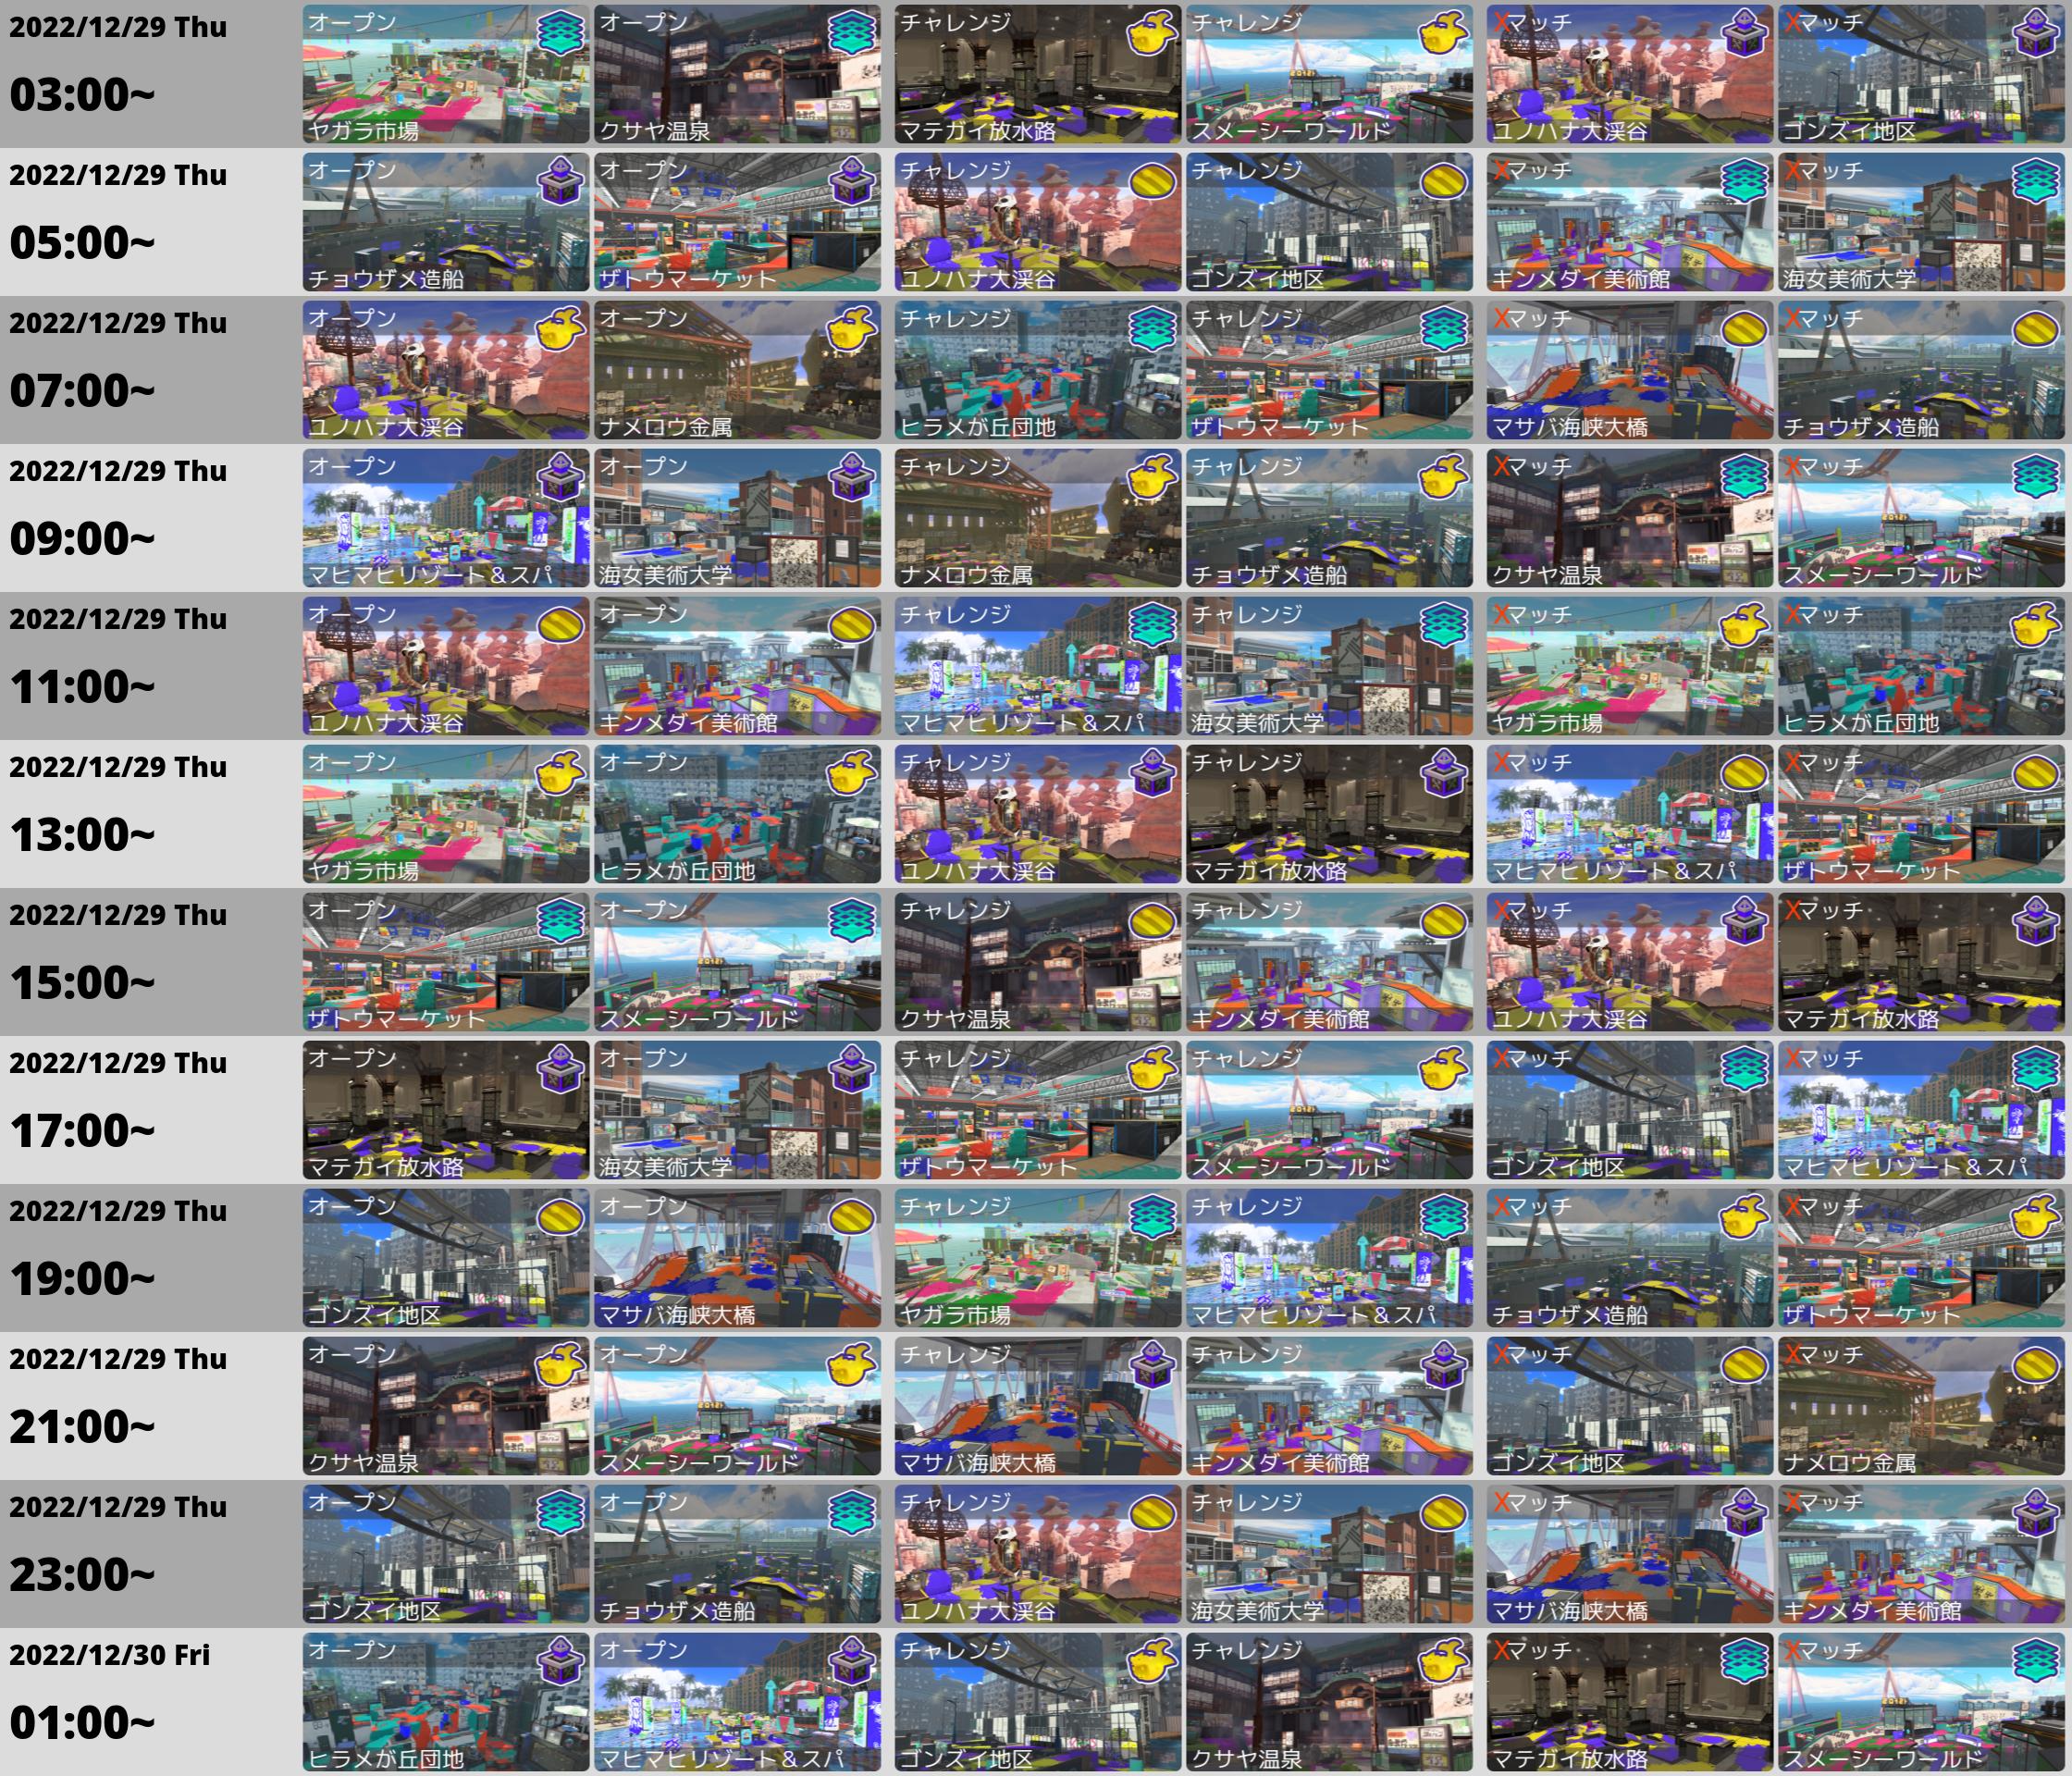 2022/12/29 Thu
03:00~
オープン オープン チャレンジ チャレンジ Xマッチ Xマッチ
ヤガラ市場 クサヤ温泉 マテガイ放水路 スメーシーワールド ユノハナ大渓谷 ゴンズイ地区
2022/12/29 Thu
05:00~
オープン オープン チャレンジ チャレンジ Xマッチ Xマッチ
チョウザメ造船 ザトウマーケット ユノハナ大渓谷 ゴンズイ地区 キンメダイ美術館 海女美術大学
2022/12/29 Thu
07:00~
オープン オープン チャレンジ チャレンジ Xマッチ Xマッチ
ユノハナ大渓谷 ナメロウ金属 ヒラメが丘団地 ザトウマーケット マサバ海峡大橋 チョウザメ造船
2022/12/29 Thu
09:00~
オープン オープン チャレンジ チャレンジ Xマッチ Xマッチ
マヒマヒリゾート＆スパ 海女美術大学 ナメロウ金属 チョウザメ造船 クサヤ温泉 スメーシーワールド
2022/12/29 Thu
11:00~
オープン オープン チャレンジ チャレンジ Xマッチ Xマッチ
ユノハナ大渓谷 キンメダイ美術館 マヒマヒリゾート＆スパ 海女美術大学 ヤガラ市場 ヒラメが丘団地
2022/12/29 Thu
13:00~
オープン オープン チャレンジ チャレンジ Xマッチ Xマッチ
ヤガラ市場 ヒラメが丘団地 ユノハナ大渓谷 マテガイ放水路 マヒマヒリゾート＆スパ ザトウマーケット
2022/12/29 Thu
15:00~
オープン オープン チャレンジ チャレンジ Xマッチ Xマッチ
ザトウマーケット スメーシーワールド クサヤ温泉 キンメダイ美術館 ユノハナ大渓谷 マテガイ放水路
2022/12/29 Thu
17:00~
オープン オープン チャレンジ チャレンジ Xマッチ Xマッチ
マテガイ放水路 海女美術大学 ザトウマーケット スメーシーワールド ゴンズイ地区 マヒマヒリゾート＆スパ
2022/12/29 Thu
19:00~
オープン オープン チャレンジ チャレンジ Xマッチ Xマッチ
ゴンズイ地区 マサバ海峡大橋 ヤガラ市場 マヒマヒリゾート＆スパ チョウザメ造船 ザトウマーケット
2022/12/29 Thu
21:00~
オープン オープン チャレンジ チャレンジ Xマッチ Xマッチ
クサヤ温泉 スメーシーワールド マサバ海峡大橋 キンメダイ美術館 ゴンズイ地区 ナメロウ金属
2022/12/29 Thu
23:00~
オープン オープン チャレンジ チャレンジ Xマッチ Xマッチ
ゴンズイ地区 チョウザメ造船 ユノハナ大渓谷 海女美術大学 マサバ海峡大橋 キンメダイ美術館
2022/12/30 Fri
01:00~
オープン オープン チャレンジ チャレンジ Xマッチ Xマッチ
ヒラメが丘団地 マヒマヒリゾート＆スパ ゴンズイ地区 クサヤ温泉 マテガイ放水路 スメーシーワールド